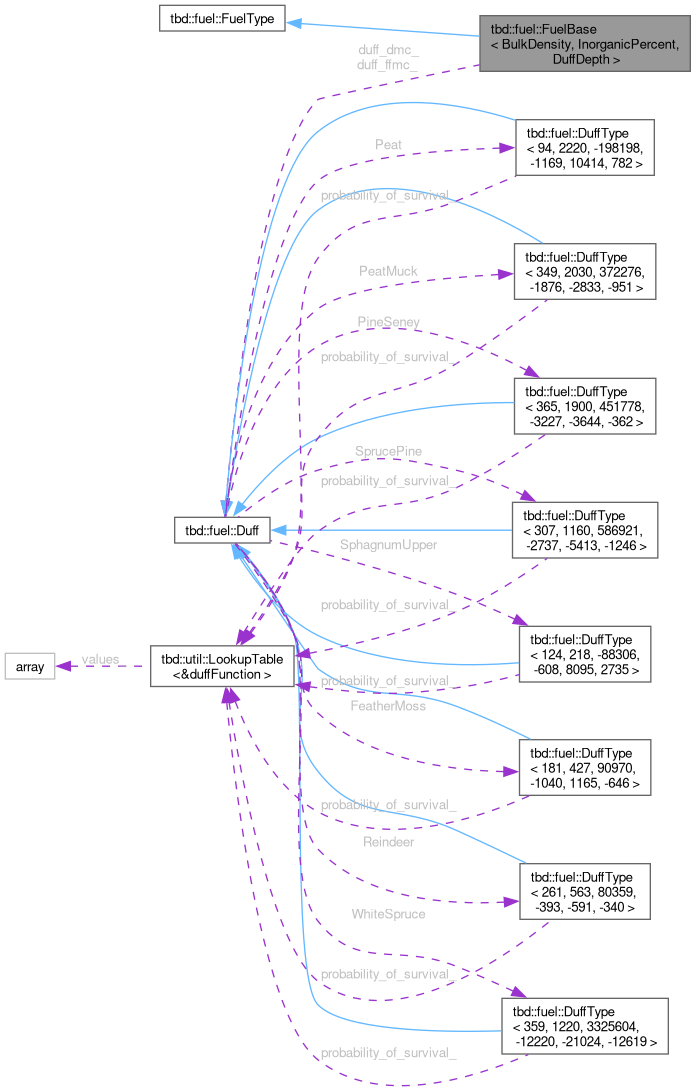 tbd::fuel::FuelType
tbd::fuel::FuelBase
< BulkDensity, InorganicPercent,
DuffDepth >
duff_dmc_
duff_ffmc_
tbd::fuel::DuffType
< 94, 2220, -198198,
-1169, 10414, 782 >
Peat
probability_of_survival_
tbd::fuel::DuffType
< 349, 2030, 372276,
-1876, -2833, -951 >
PeatMuck
PineSeney
probability_of_survival_
tbd::fuel::DuffType
< 365, 1900, 451778,
-3227, -3644, -362 >
SprucePine
probability_of_survival_
tbd::fuel::DuffType
< 307, 1160, 586921,
-2737, -5413, -1246 >
tbd::fuel::Duff
SphagnumUpper
probability_of_survival_
tbd::fuel::DuffType
< 124, 218, -88306,
-608, 8095, 2735 >
array
values
tbd::util::LookupTable
<&duffFunction >
probability_of_survival_
FeatherMoss
tbd::fuel::DuffType
< 181, 427, 90970,
-1040, 1165, -646 >
probability_of_survival_
Reindeer
tbd::fuel::DuffType
< 261, 563, 80359,
-393, -591, -340 >
WhiteSpruce
probability_of_survival_
tbd::fuel::DuffType
< 359, 1220, 3325604,
-12220, -21024, -12619 >
probability_of_survival_